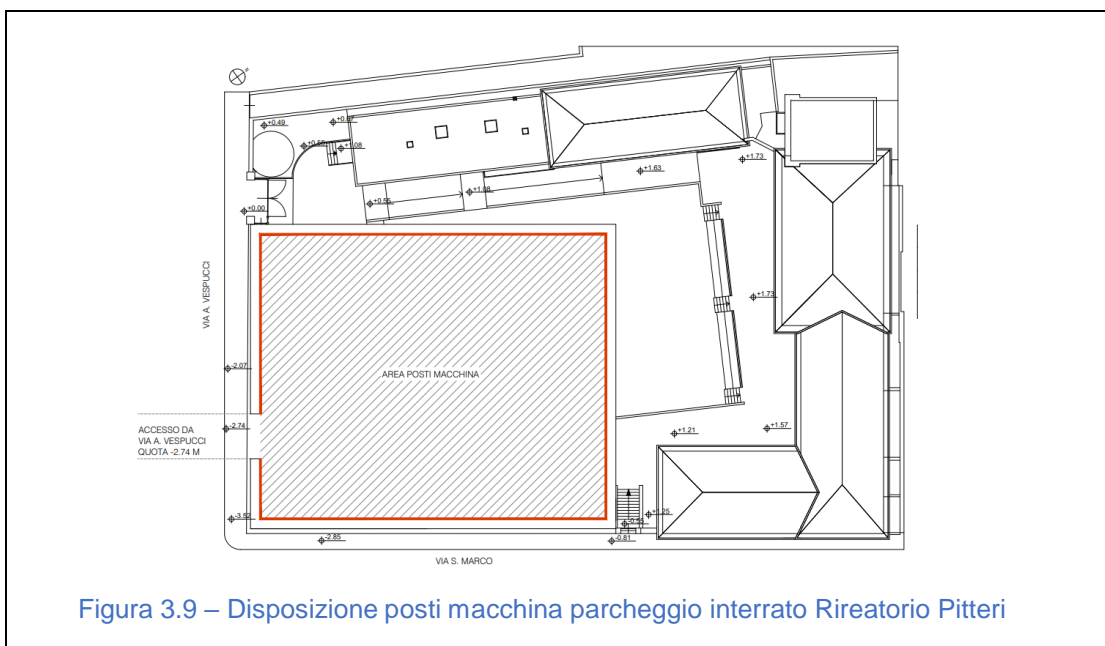 +0.49
+0.67
+0.56
+1.08
+1.73
+1.63
+1.08
+0.55
+0.00
VIA A. VESPUCCI
+1.73
-2.07
AREA POSTI MACCHINA
ACCESSO DA
VIA A. VESPUCCI
QUOTA -2.74 M
-2.74
+1.21
+1.57
-3.52
+1.25
-0.55
-2.85
-0.81
VIA S. MARCO
Figura 3.9 – Disposizione posti macchina parcheggio interrato Rireatorio Pitteri